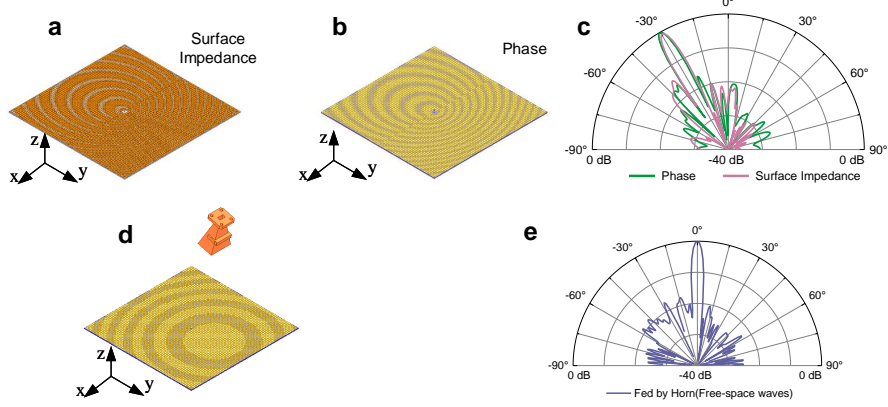 a
Surface
Impedance
z
x
y
b
Phase
z
x
y
c
0°
-30°
30°
-60°
60°
-90°
90°
0 dB
-40 dB
0 dB
Phase
Surface Impedance
d
z
x
y
e
0°
-30°
30°
-60°
60°
-90°
90°
0 dB
-40 dB
0 dB
Fed by Horn(Free-space waves)